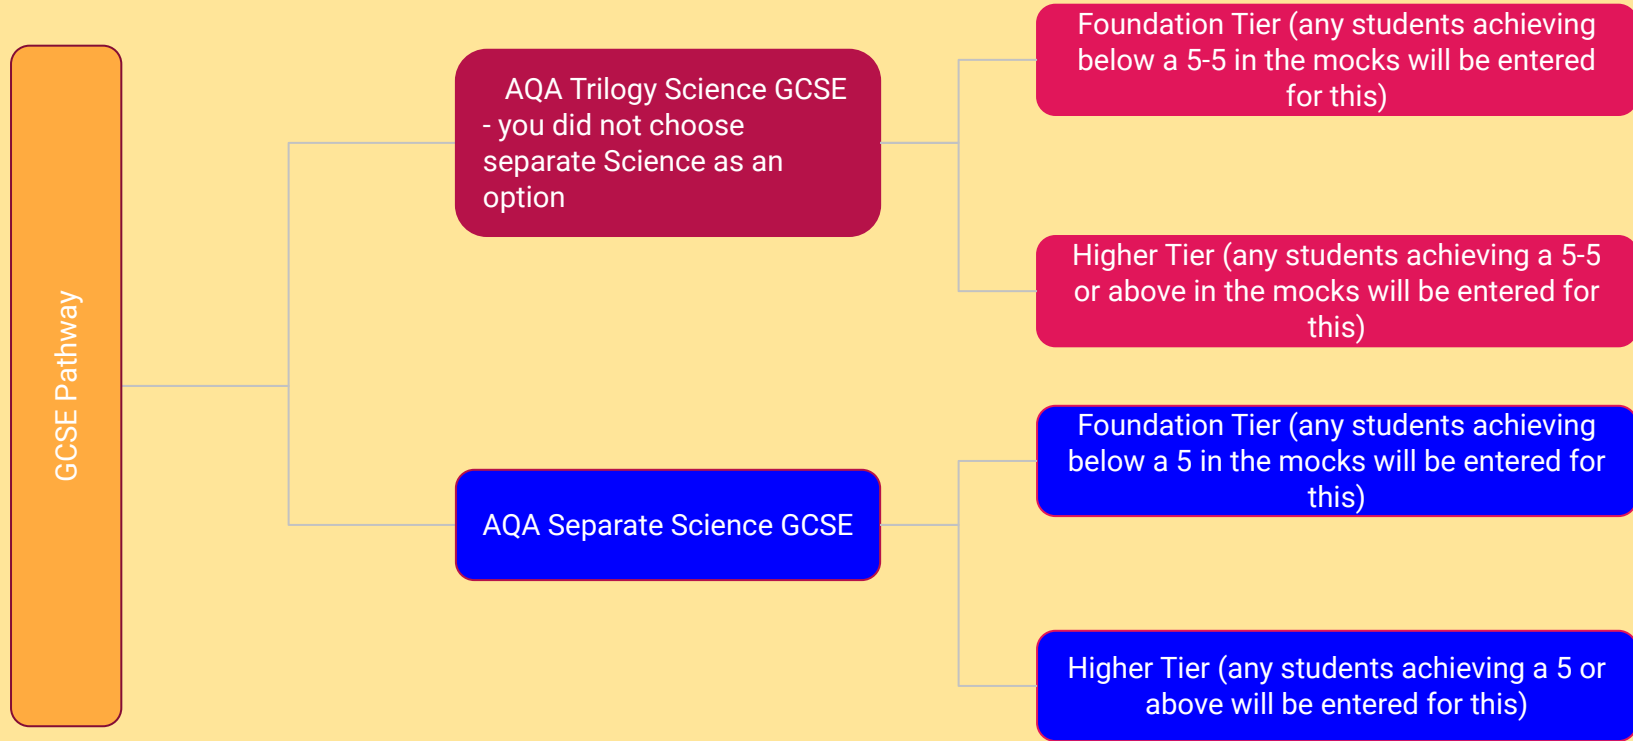 GCSE Pathway
AQA Trilogy Science GCSE
- you did not choose
separate Science as an
option
Foundation Tier (any students achieving
below a 5-5 in the mocks will be entered
for this)
Higher Tier (any students achieving a 5-5
or above in the mocks will be entered for
this)
AQA Separate Science GCSE
Foundation Tier (any students achieving
below a 5 in the mocks will be entered for
this)
Higher Tier (any students achieving a 5 or
above will be entered for this)